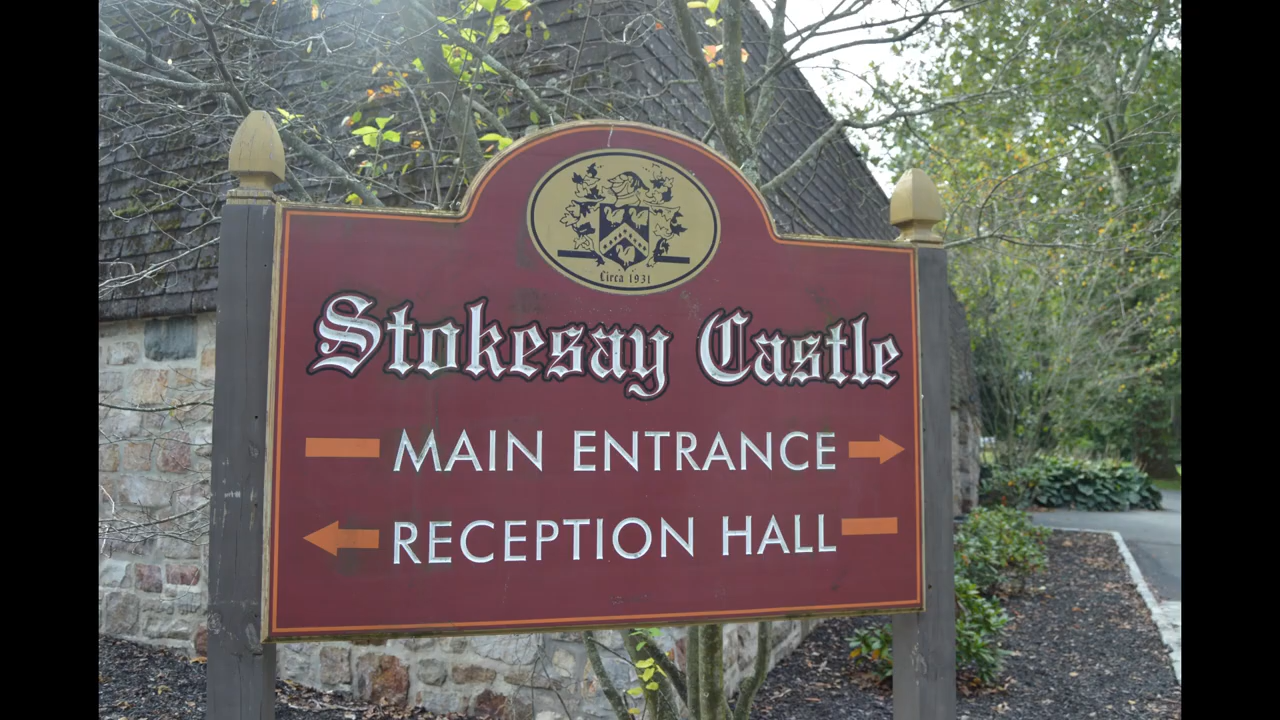 Circa 1931
Stokesay Castle
MAIN ENTRANCE
RECEPTION HALL